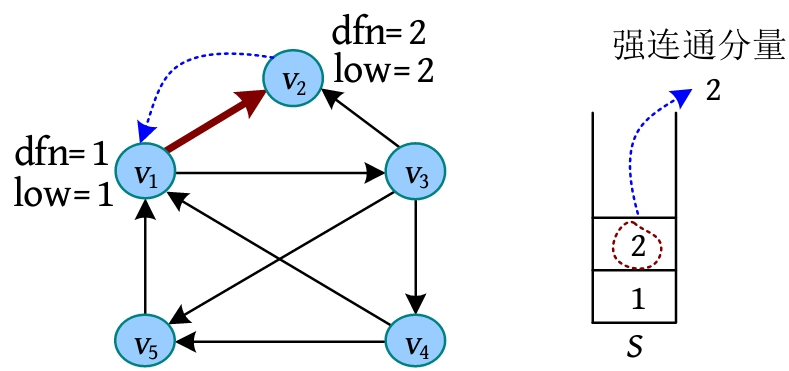 dfn= 2
low= 2
v2
dfn= 1
low= 1
v1
v3
v5
v4
强连通分量
2
2
1
S